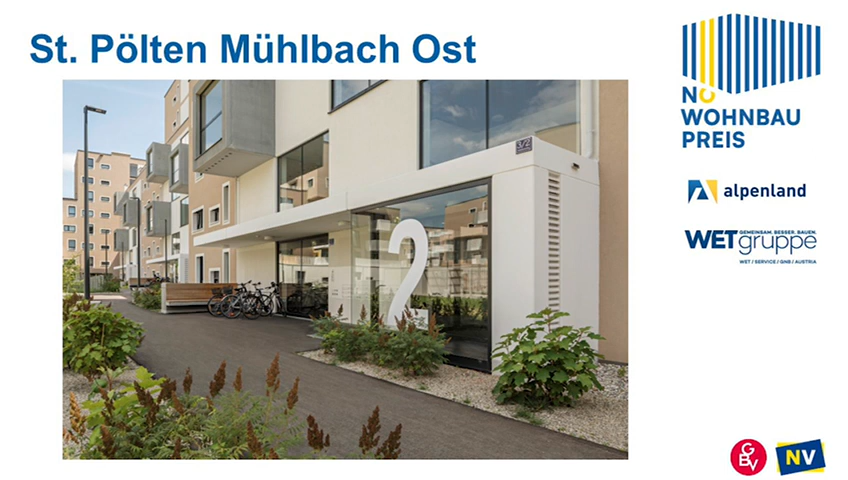 St. Pölten Mühlbach Ost
NÖ
WOHNBAU
PREIS
alpenland
GEMEINSAM. BESSER. BAUEN.
WETgruppe
WET / SERVICE / GNB / AUSTRIA
3/2
2
GBV
NV